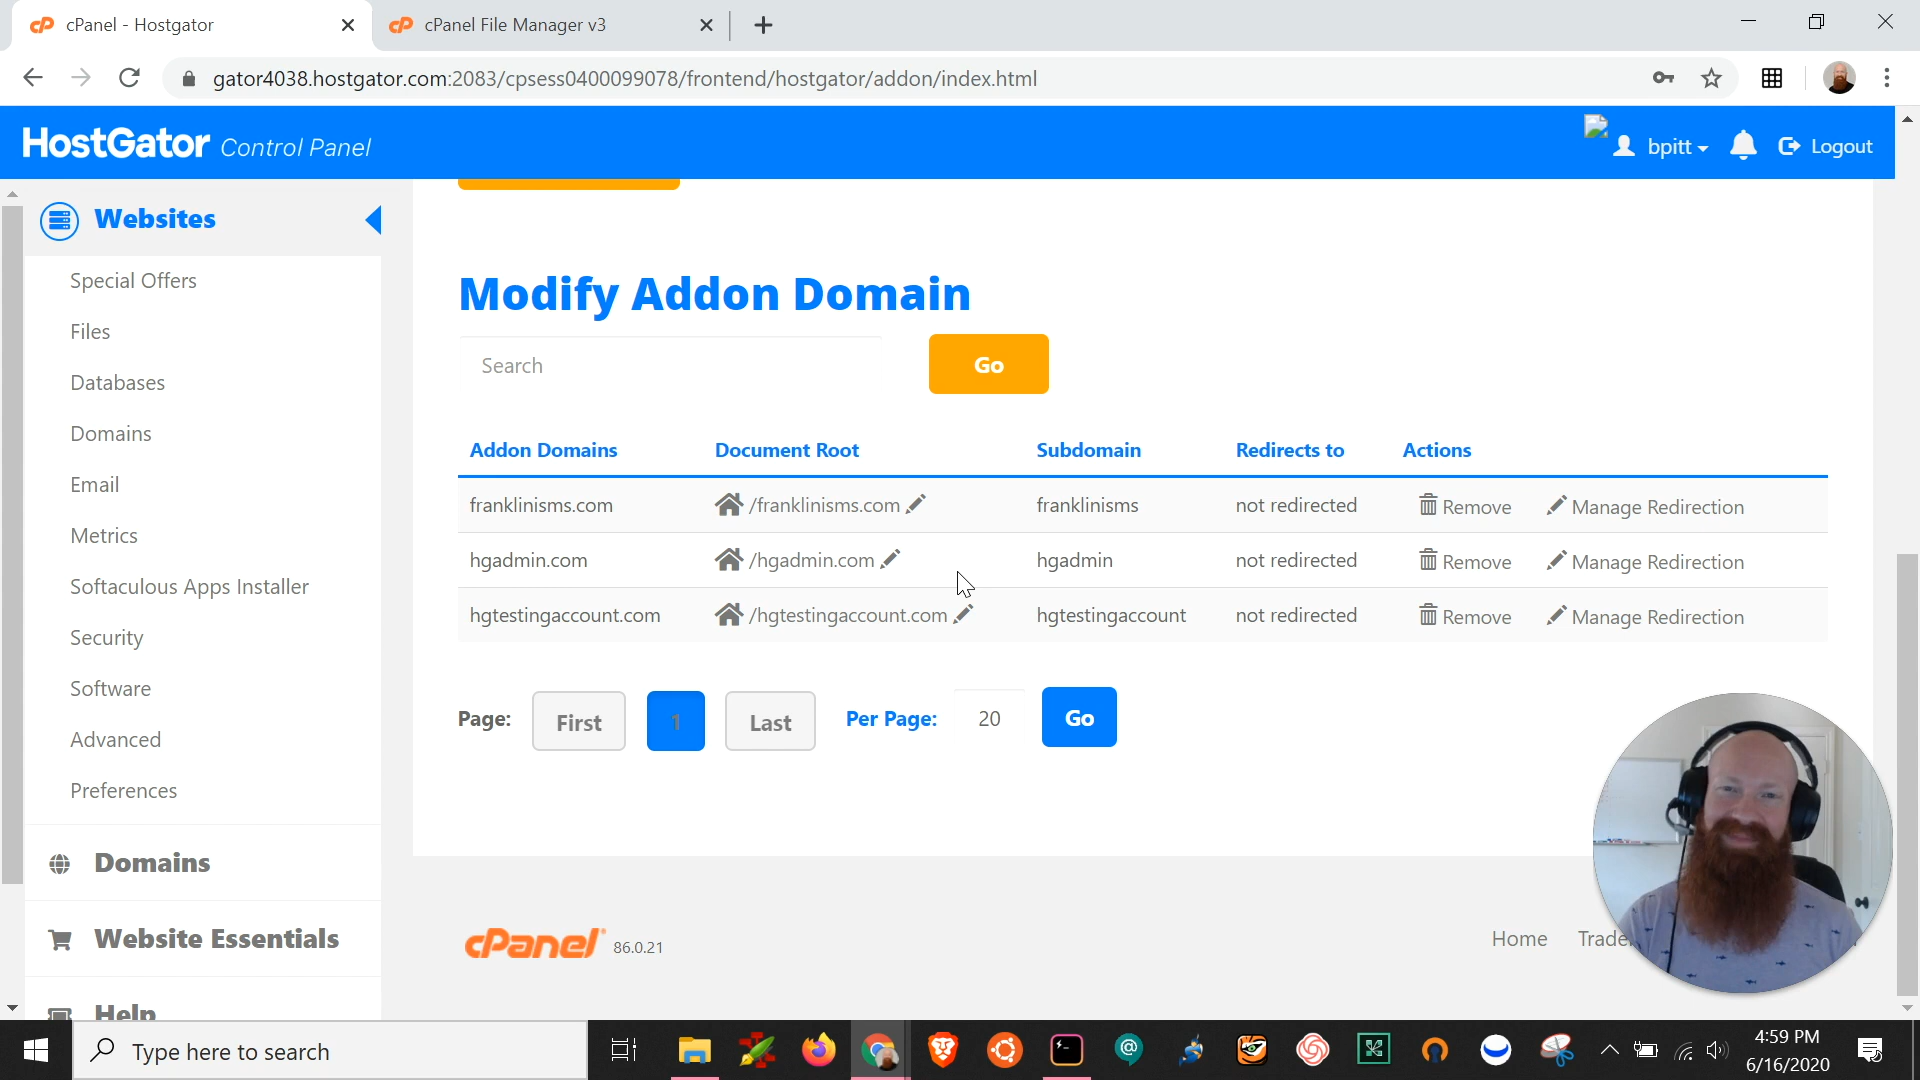 cPanel - Hostgator
cPanel File Manager v3
gator4038.hostgator.com:2083/cpsess0400099078/frontend/hostgator/addon/index.html
HostGator Control Panel
bpitt
Logout
Websites
Special Offers
Files
Databases
Domains
Email
Metrics
Softaculous Apps Installer
Security
Software
Advanced
Preferences
Domains
Website Essentials
Help
Modify Addon Domain
Search
Go
Addon Domains Document Root Subdomain Redirects to Actions
franklinisms.com /franklinisms.com franklinisms not redirected Remove Manage Redirection
hgadmin.com /hgadmin.com hgadmin not redirected Remove Manage Redirection
hgtestingaccount.com /hgtestingaccount.com hgtestingaccount not redirected Remove Manage Redirection
Page: First 1 Last Per Page: 20 Go
cPanel 86.0.21
Home
Type here to search
4:59 PM
6/16/2020